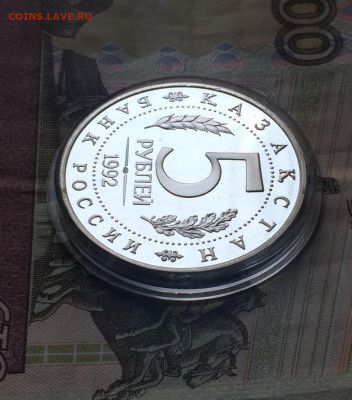 COINS.LAVE.RU
БАНК РОССИИ
КАЗАКСТАН
5
РУБЛЕЙ
1992